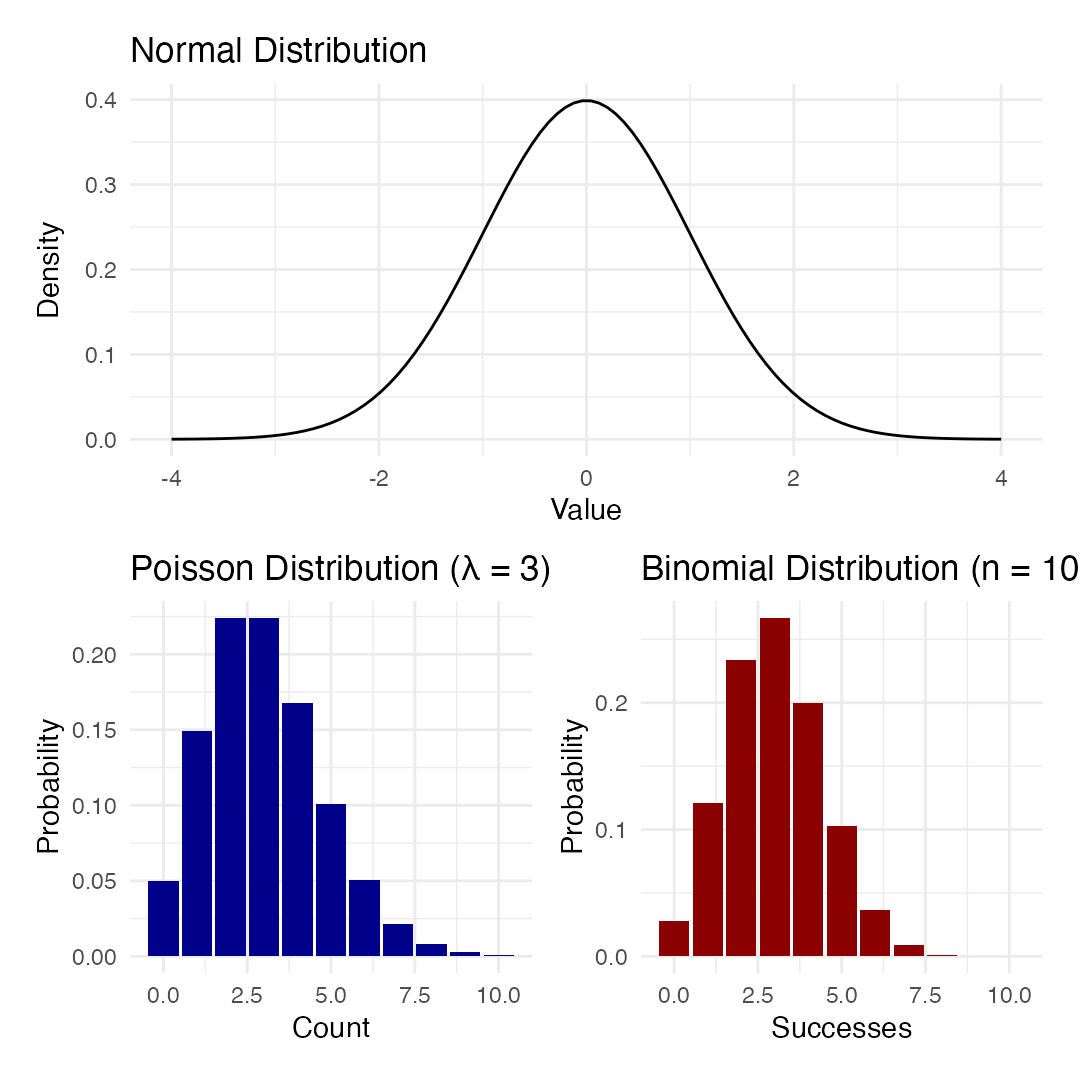 Normal Distribution
0.4
0.3
0.2
0.1
0.0
Density
-4 -2 0 2 4
Value
Poisson Distribution (λ = 3)
0.20
0.15
0.10
0.05
0.00
Probability
0.0 2.5 5.0 7.5 10.0
Count
Binomial Distribution (n = 10
0.2
0.1
0.0
Probability
0.0 2.5 5.0 7.5 10.0
Successes